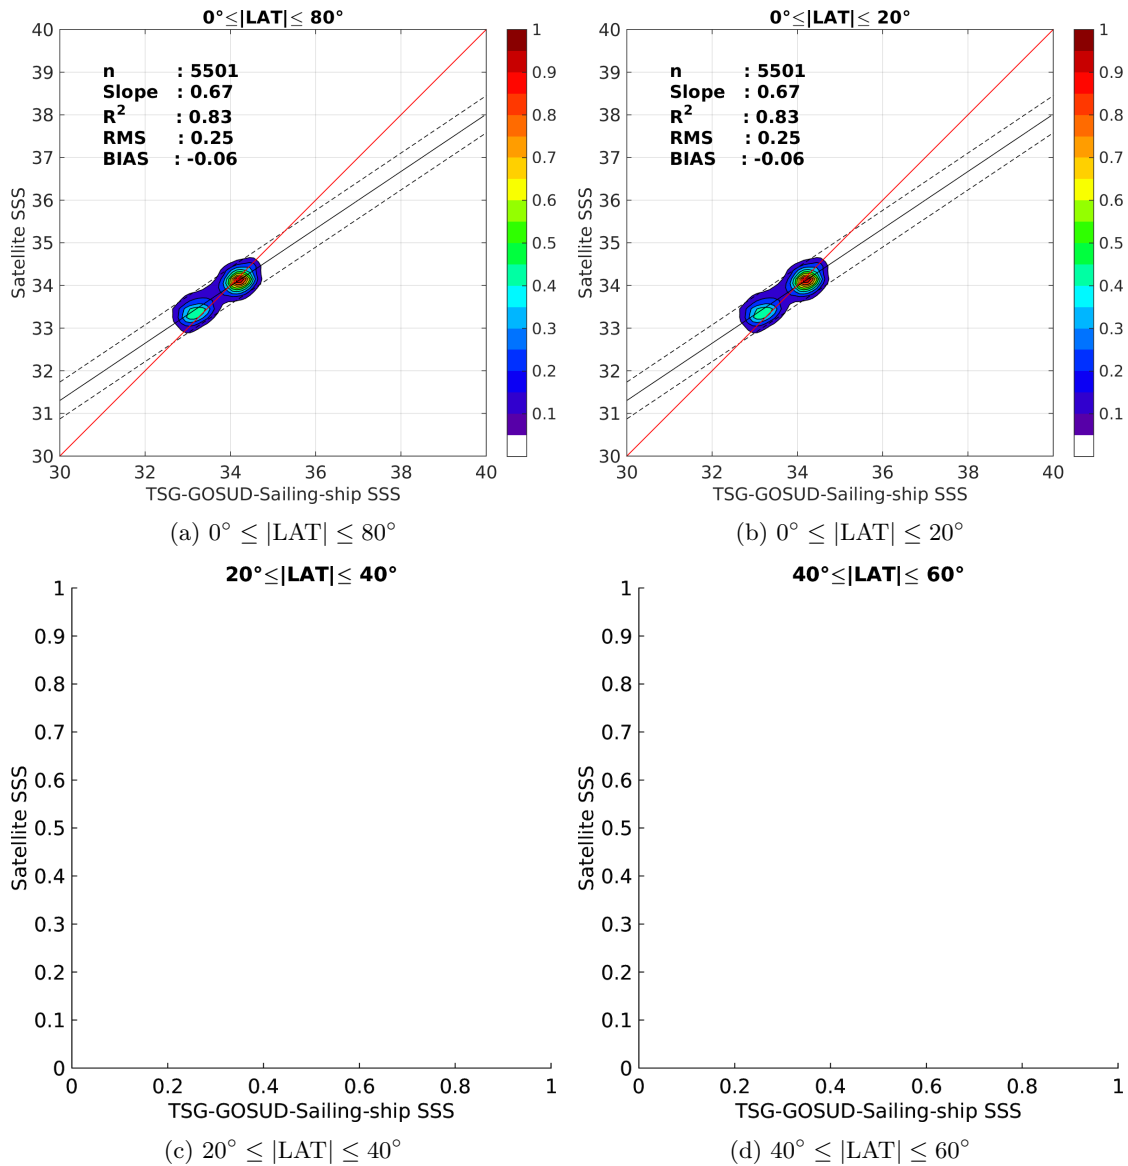 0°≤|LAT|≤ 80°
n : 5501
Slope : 0.67
R² : 0.83
RMS : 0.25
BIAS : -0.06
40
39
38
37
36
35
34
33
32
31
30
Satellite SSS
30 32 34 36 38 40
TSG-GOSUD-Sailing-ship SSS
1
0.9
0.8
0.7
0.6
0.5
0.4
0.3
0.2
0.1
(a) 0° ≤ |LAT| ≤ 80°
0°≤|LAT|≤ 20°
n : 5501
Slope : 0.67
R² : 0.83
RMS : 0.25
BIAS : -0.06
40
39
38
37
36
35
34
33
32
31
30
Satellite SSS
30 32 34 36 38 40
TSG-GOSUD-Sailing-ship SSS
1
0.9
0.8
0.7
0.6
0.5
0.4
0.3
0.2
0.1
(b) 0° ≤ |LAT| ≤ 20°
20°≤|LAT|≤ 40°
1
0.9
0.8
0.7
0.6
0.5
0.4
0.3
0.2
0.1
0
Satellite SSS
0 0.2 0.4 0.6 0.8 1
TSG-GOSUD-Sailing-ship SSS
(c) 20° ≤ |LAT| ≤ 40°
40°≤|LAT|≤ 60°
1
0.9
0.8
0.7
0.6
0.5
0.4
0.3
0.2
0.1
0
Satellite SSS
0 0.2 0.4 0.6 0.8 1
TSG-GOSUD-Sailing-ship SSS
(d) 40° ≤ |LAT| ≤ 60°